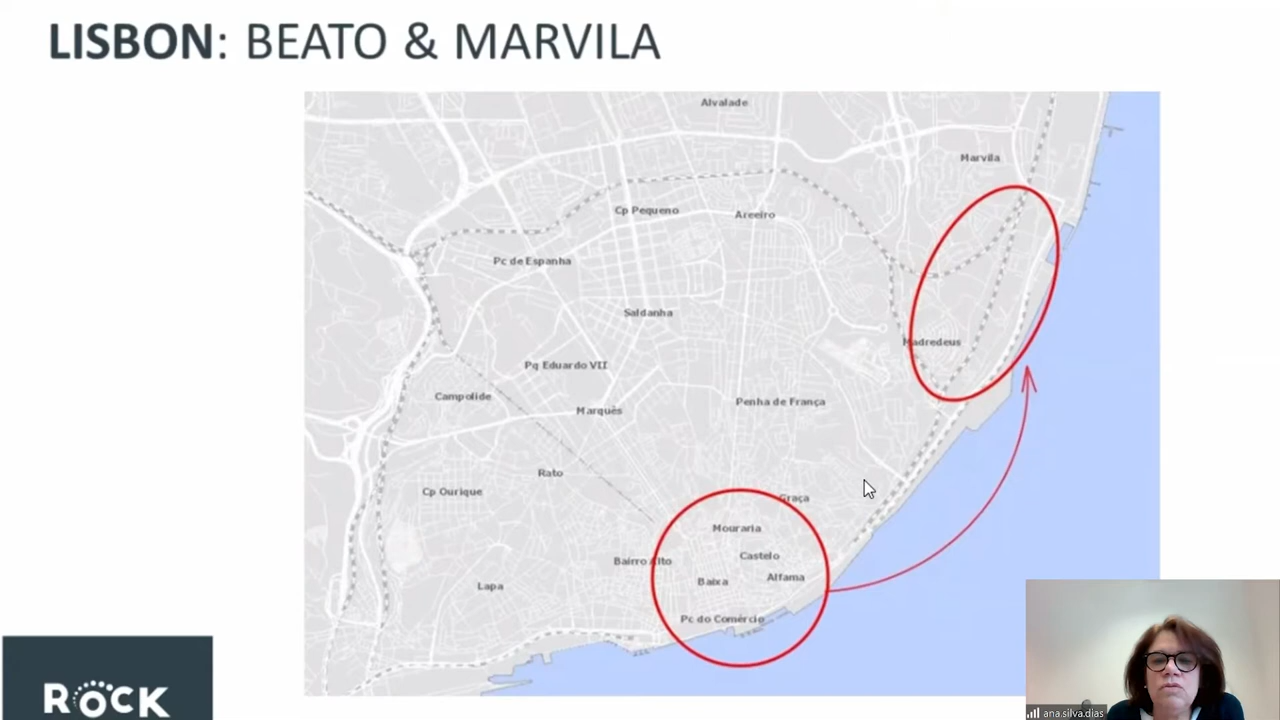 LISBON: BEATO & MARVILA
Alvalade
Marvila
Cp Pequeno
Areeiro
Pc de Espanha
Saldanha
Madredeus
Pq Eduardo VII
Campolide
Penha de França
Marquês
Rato
Cp Ourique
Graça
Mouraria
Castelo
Bairro Alto
Alfama
Baixa
Lapa
Pc do Comércio
ROCK
ana.silva.dias